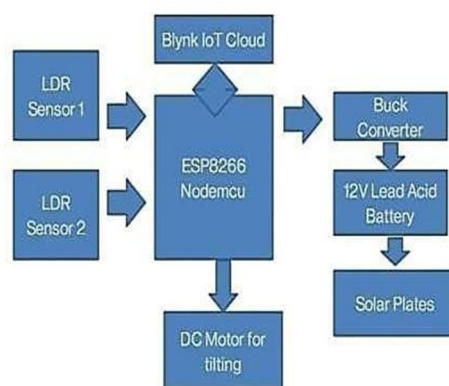 Blynk IoT Cloud
LDR
Sensor 1
LDR
Sensor 2
ESP8266
Nodemcu
DC Motor for
tilting
Buck
Converter
12V Lead Acid
Battery
Solar Plates